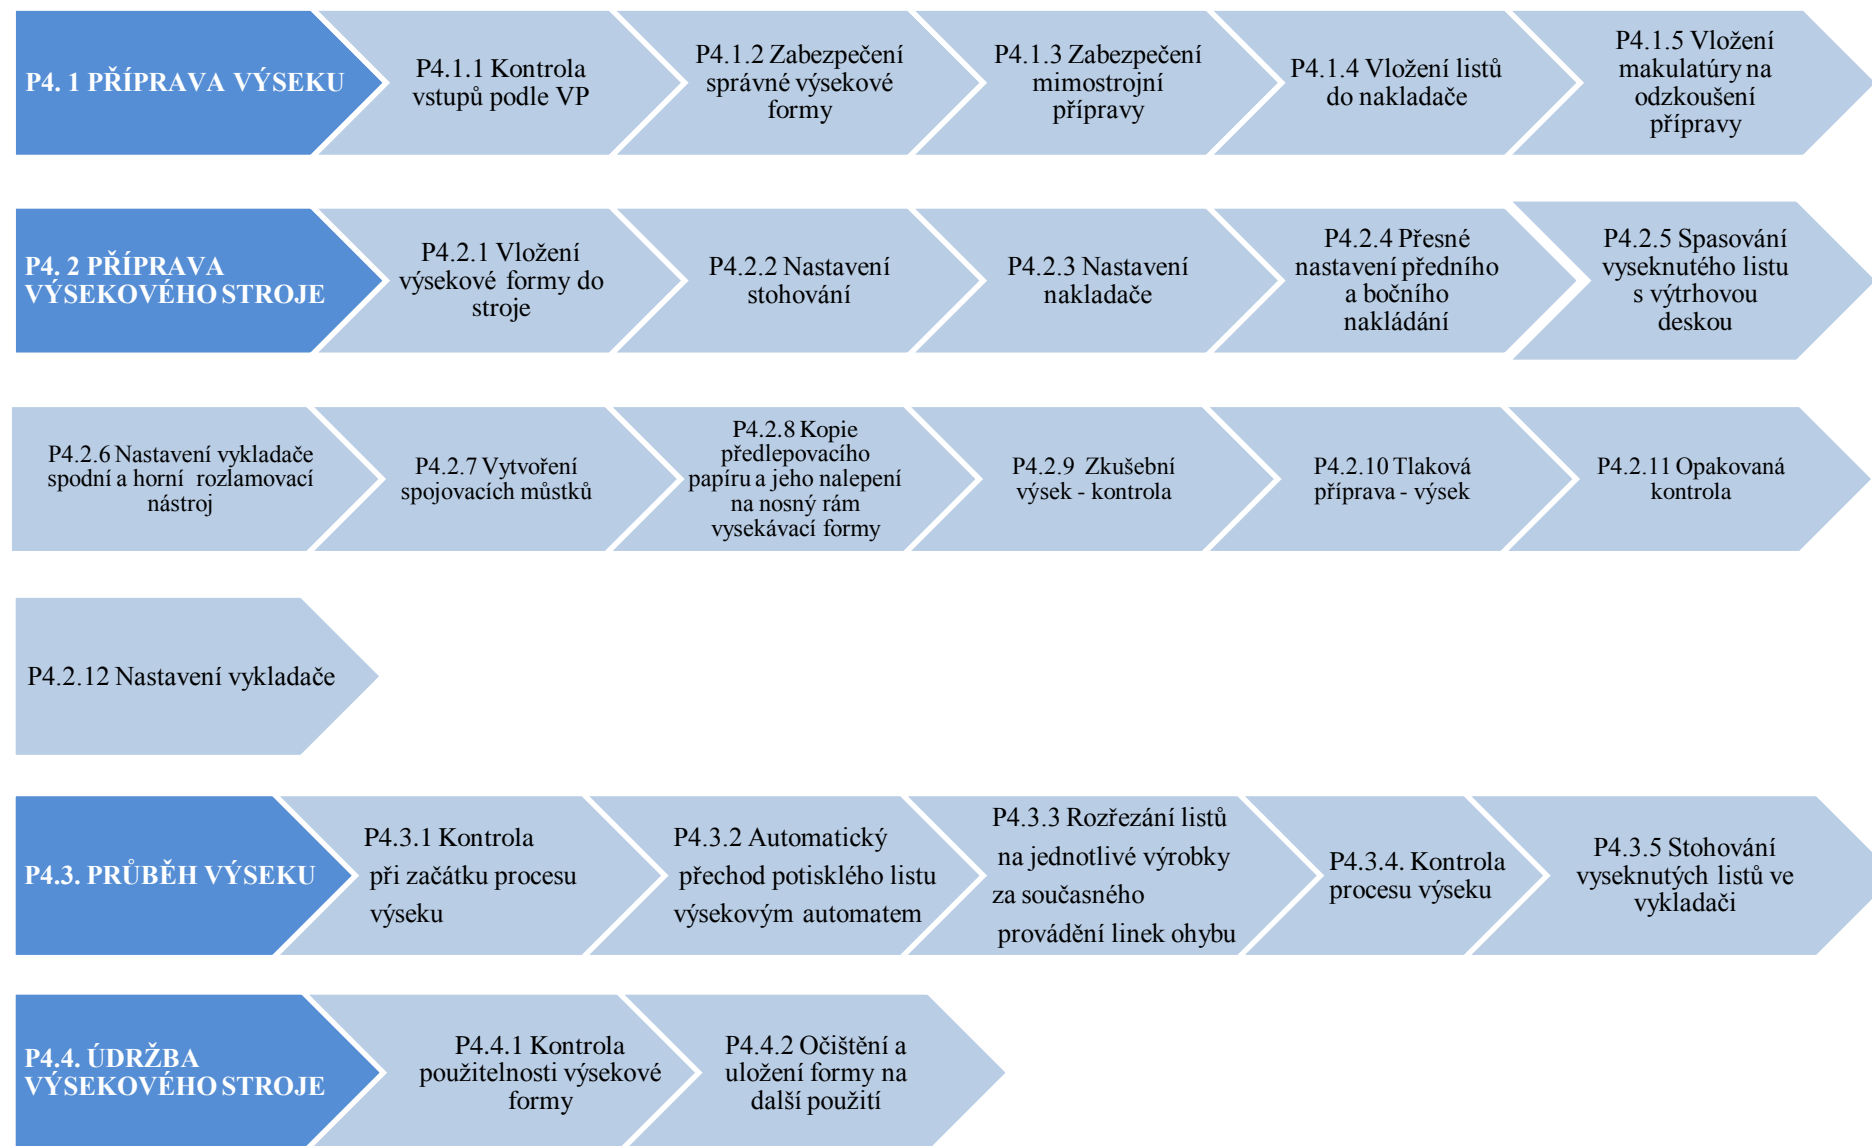 P4. 1 PŘÍPRAVA VÝSEKU
P4.1.1 Kontrola
vstupů podle VP
P4.1.2 Zabezpečení
správné výsekové
formy
P4.1.3 Zabezpečení
mimostrojní
přípravy
P4.1.4 Vložení listů
do nakladače
P4.1.5 Vložení
makulatúry na
odzkoušení
přípravy
P4. 2 PŘÍPRAVA
VÝSEKOVÉHO STROJE
P4.2.1 Vložení
výsekové formy do
stroje
P4.2.2 Nastavení
stohování
P4.2.3 Nastavení
nakladače
P4.2.4 Přesné
nastavení předního
a bočního
nakládání
P4.2.5 Spasování
vyseknutého listu
s výtrhovou
deskou
P4.2.6 Nastavení vykladače
spodní a horní rozlamovací
nástroj
P4.2.7 Vytvoření
spojovacích můstků
P4.2.8 Kopie
předlepovacího
papíru a jeho nalepení
na nosný rám
vysekávací formy
P4.2.9 Zkušební
výsek - kontrola
P4.2.10 Tlaková
příprava - výsek
P4.2.11 Opakovaná
kontrola
P4.2.12 Nastavení vykladače
P4.3. PRŮBĚH VÝSEKU
P4.3.1 Kontrola
při začátku procesu
výseku
P4.3.2 Automatický
přechod potisklého listu
výsekovým automatem
P4.3.3 Rozřezání listů
na jednotlivé výrobky
za současného
provádění linek ohybu
P4.3.4. Kontrola
procesu výseku
P4.3.5 Stohování
vyseknutých listů ve
vykladači
P4.4. ÚDRŽBA
VÝSEKOVÉHO STROJE
P4.4.1 Kontrola
použitelnosti výsekové
formy
P4.4.2 Očištění a
uložení formy na
další použití